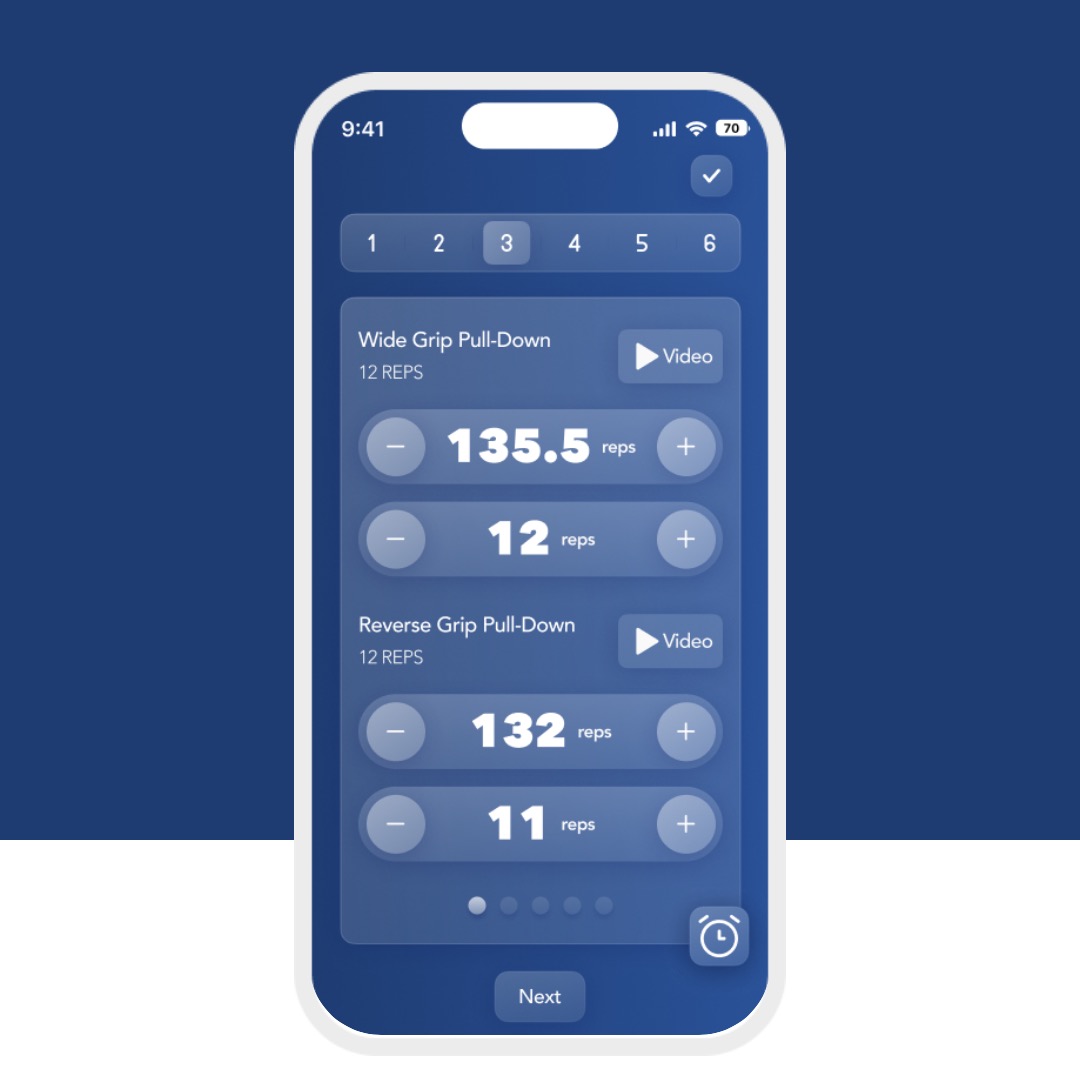 9:41 70
1 2 3 4 5 6
Wide Grip Pull-Down
12 REPS
Video
135.5 reps
12 reps
Reverse Grip Pull-Down
12 REPS
Video
132 reps
11 reps
Next